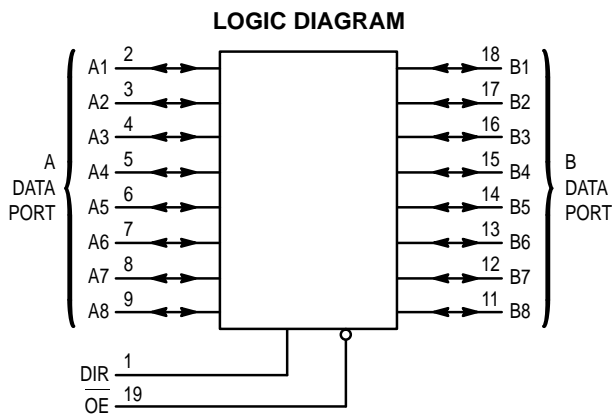 LOGIC DIAGRAM
A1 2 18 B1
A2 3 17 B2
A3 4 16 B3
A4 5 15 B4
A5 6 14 B5
A6 7 13 B6
A7 8 12 B7
A8 9 11 B8
A
DATA
PORT
B
DATA
PORT
DIR 1
O̅E̅ 19